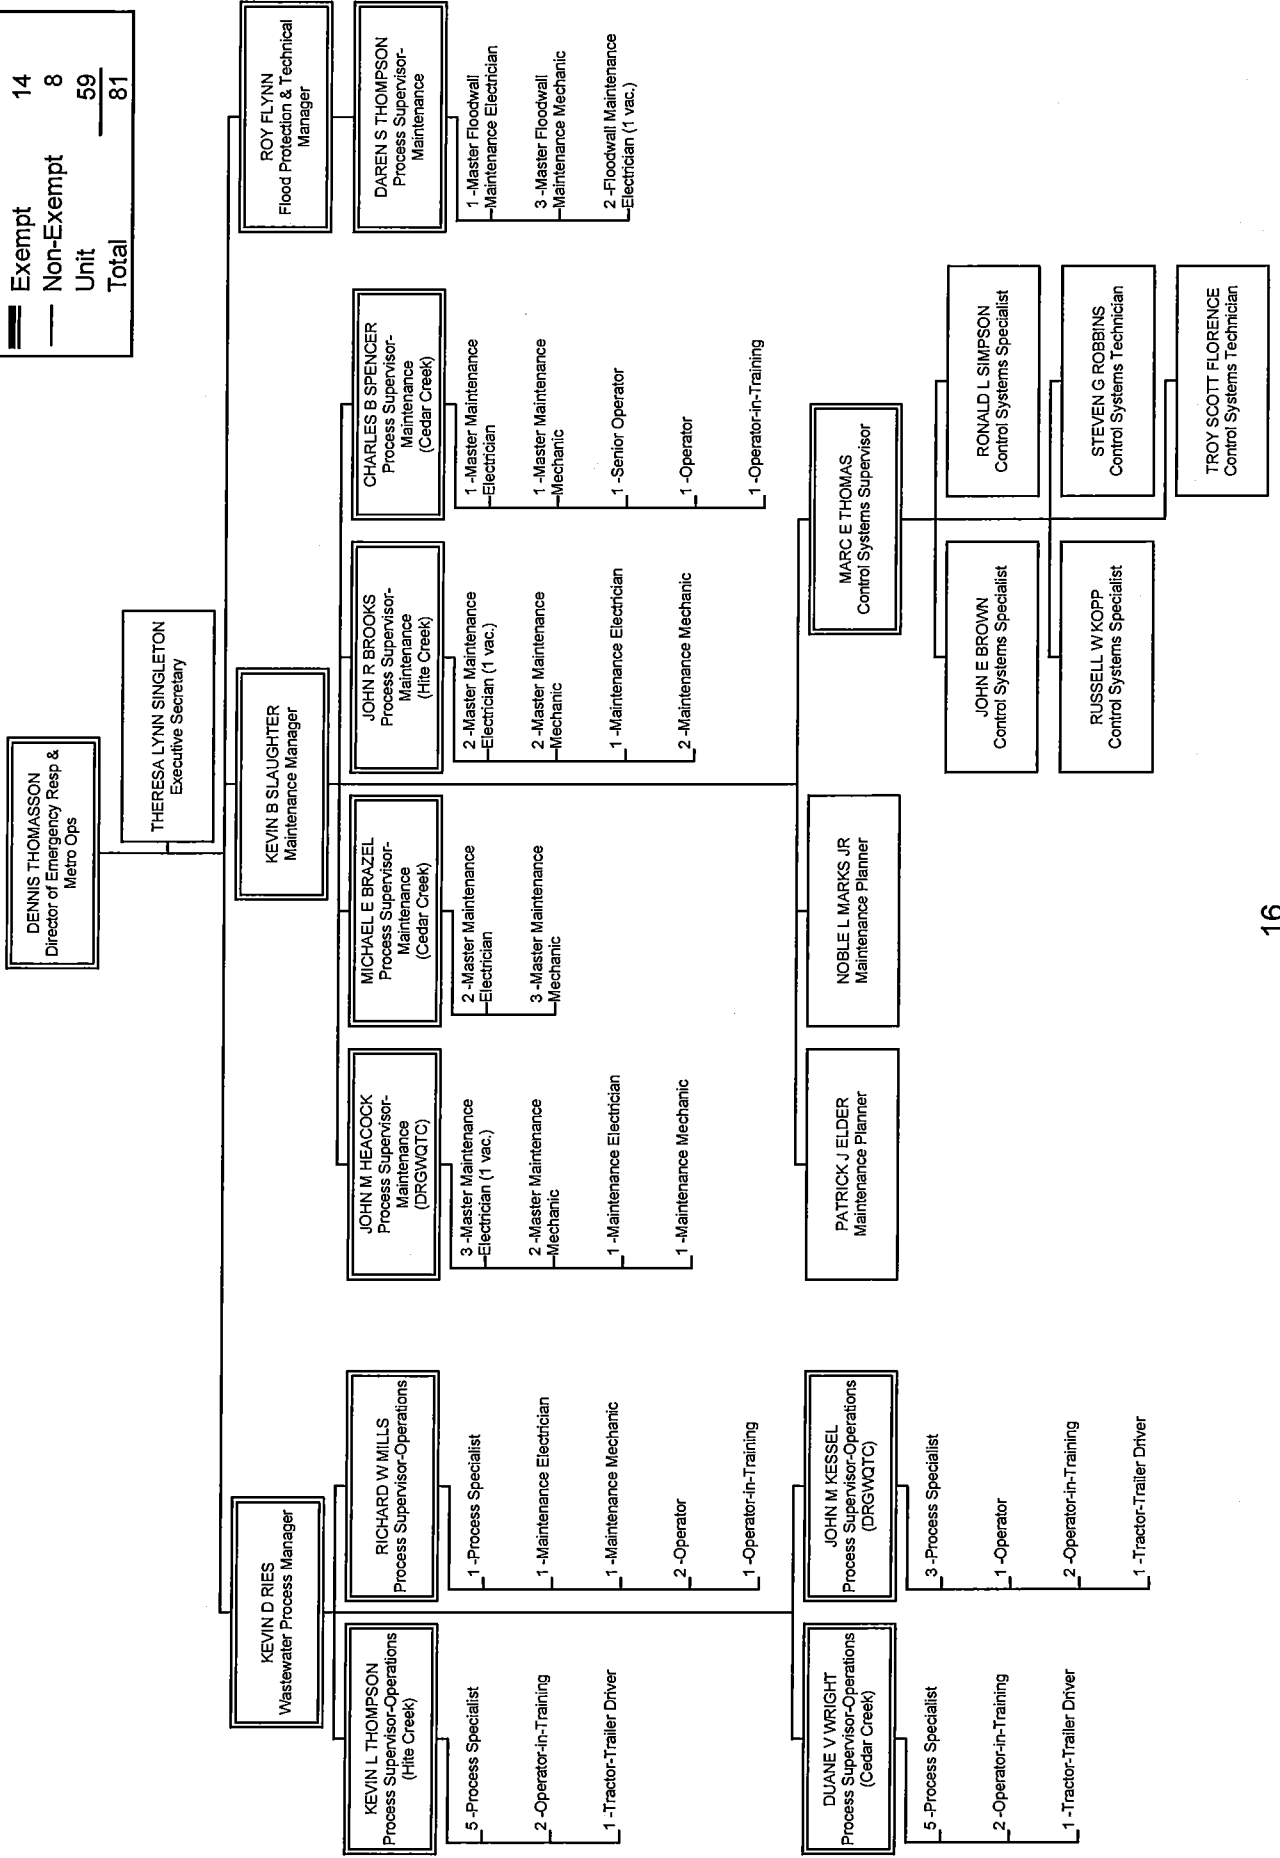 Exempt 14
Non-Exempt 8
Unit 59
Total 81
DENNIS THOMASSON
Director of Emergency Resp &
Metro Ops
THERESA LYNN SINGLETON
Executive Secretary
KEVIN D RIES
Wastewater Process Manager
KEVIN B SLAUGHTER
Maintenance Manager
ROY FLYNN
Flood Protection & Technical
Manager
KEVIN L THOMPSON
Process Supervisor-Operations
(Hite Creek)
5 -Process Specialist
2 -Operator-in-Training
1 -Tractor-Trailer Driver
RICHARD W MILLS
Process Supervisor-Operations
1 -Process Specialist
1 -Maintenance Electrician
1 -Maintenance Mechanic
2 -Operator
1 -Operator-in-Training
JOHN M HEACOCK
Process Supervisor-
Maintenance
(DRGWQTC)
3 -Master Maintenance
Electrician (1 vac.)
2 -Master Maintenance
Mechanic
1 -Maintenance Electrician
1 -Maintenance Mechanic
MICHAEL E BRAZEL
Process Supervisor-
Maintenance
(Cedar Creek)
2 -Master Maintenance
Electrician
3 -Master Maintenance
Mechanic
JOHN R BROOKS
Process Supervisor-
Maintenance
(Hite Creek)
2 -Master Maintenance
Electrician (1 vac.)
2 -Master Maintenance
Mechanic
1 -Maintenance Electrician
2 -Maintenance Mechanic
CHARLES B SPENCER
Process Supervisor-
Maintenance
(Cedar Creek)
1 -Master Maintenance
Electrician
1 -Master Maintenance
Mechanic
1 -Senior Operator
1 -Operator
1 -Operator-in-Training
DAREN S THOMPSON
Process Supervisor-
Maintenance
1 -Master Floodwall
Maintenance Electrician
3 -Master Floodwall
Maintenance Mechanic
2 -Floodwall Maintenance
Electrician (1 vac.)
DUANE V WRIGHT
Process Supervisor-Operations
(Cedar Creek)
5 -Process Specialist
2 -Operator-in-Training
1 -Tractor-Trailer Driver
JOHN M KESSEL
Process Supervisor-Operations
(DRGWQTC)
3 -Process Specialist
1 -Operator
2 -Operator-in-Training
1 -Tractor-Trailer Driver
PATRICK J ELDER
Maintenance Planner
NOBLE L MARKS JR
Maintenance Planner
MARC E THOMAS
Control Systems Supervisor
JOHN E BROWN
Control Systems Specialist
RONALD L SIMPSON
Control Systems Specialist
RUSSELL W KOPP
Control Systems Specialist
STEVEN G ROBBINS
Control Systems Technician
TROY SCOTT FLORENCE
Control Systems Technician
16